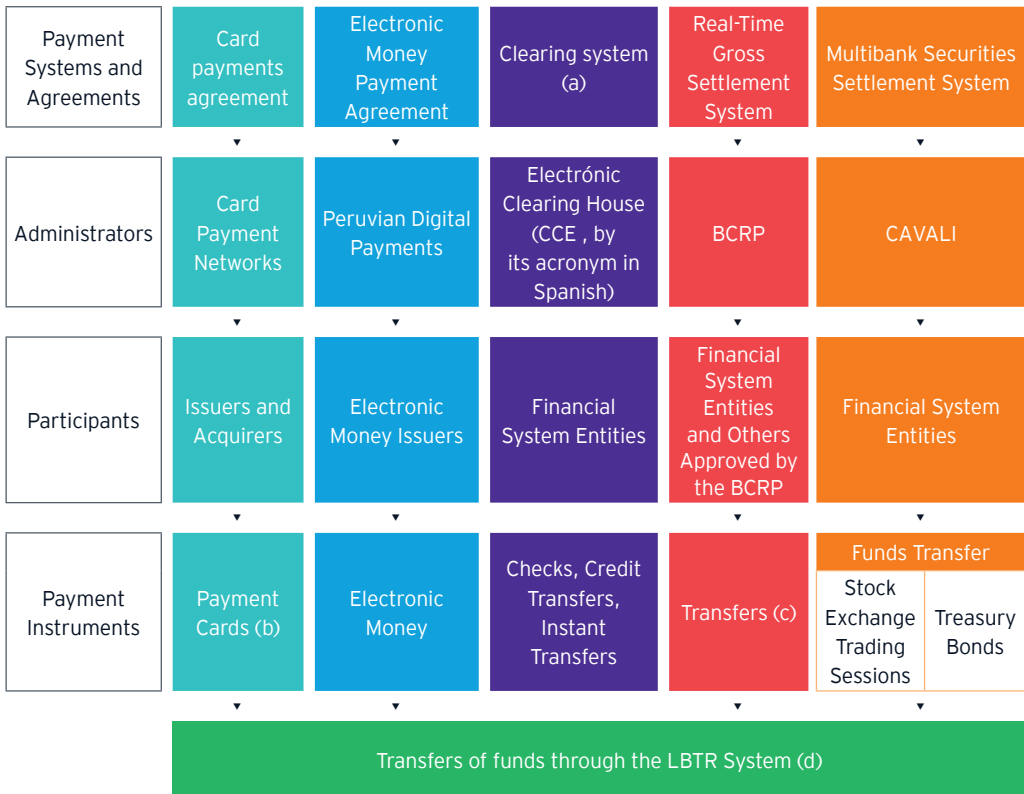 Payment
Systems and
Agreements
Card
payments
agreement
Electronic
Money
Payment
Agreement
Clearing system
(a)
Real-Time
Gross
Settlement
System
Multibank Securities
Settlement System
Administrators
Card
Payment
Networks
Peruvian Digital
Payments
Electrónic
Clearing House
(CCE , by
its acronym in
Spanish)
BCRP
CAVALI
Participants
Issuers and
Acquirers
Electronic
Money Issuers
Financial
System Entities
Financial
System
Entities
and Others
Approved by
the BCRP
Financial System
Entities
Payment
Instruments
Payment
Cards (b)
Electronic
Money
Checks, Credit
Transfers,
Instant
Transfers
Transfers (c)
Funds Transfer
Stock
Exchange
Trading
Sessions
Treasury
Bonds
Transfers of funds through the LBTR System (d)